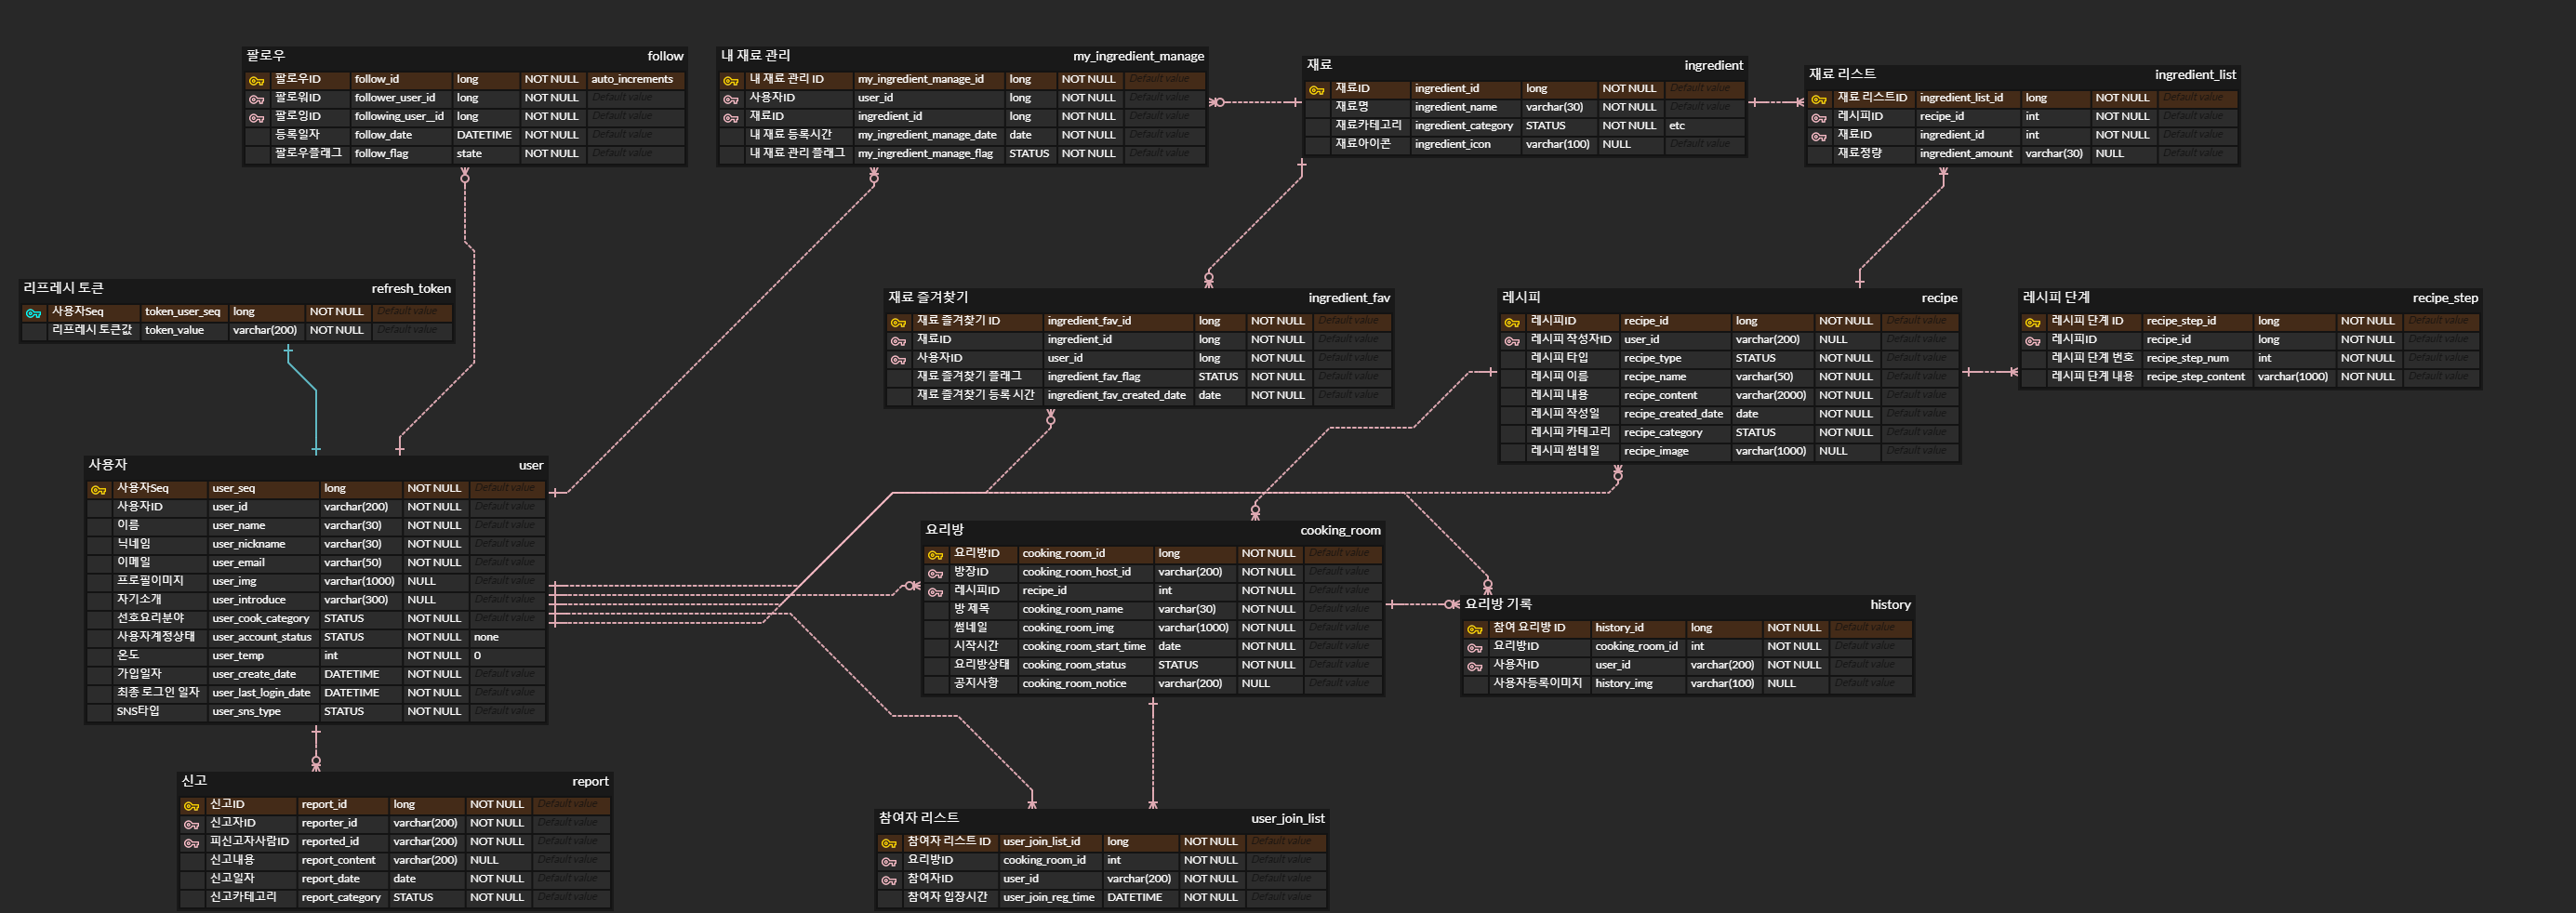 팔로우 follow
팔로우ID follow_id long NOT NULL auto_increments
팔로워ID follower_user_id long NOT NULL Default value
팔로잉ID following_user__id long NOT NULL Default value
등록일자 follow_date DATETIME NOT NULL Default value
팔로우플래그 follow_flag state NOT NULL Default value
내 재료 관리 my_ingredient_manage
내 재료 관리 ID my_ingredient_manage_id long NOT NULL Default value
사용자ID user_id long NOT NULL Default value
재료ID ingredient_id long NOT NULL Default value
내 재료 등록시간 my_ingredient_manage_date date NOT NULL Default value
내 재료 관리 플래그 my_ingredient_manage_flag STATUS NOT NULL Default value
재료 ingredient
재료ID ingredient_id long NOT NULL Default value
재료명 ingredient_name varchar(30) NOT NULL Default value
재료카테고리 ingredient_category STATUS NOT NULL etc
재료아이콘 ingredient_icon varchar(100) NULL Default value
재료 리스트 ingredient_list
재료 리스트ID ingredient_list_id long NOT NULL Default value
레시피ID recipe_id int NOT NULL Default value
재료ID ingredient_id int NOT NULL Default value
재료정량 ingredient_amount varchar(30) NULL Default value
리프레시 토큰 refresh_token
사용자Seq token_user_seq long NOT NULL Default value
리프레시 토큰값 token_value varchar(200) NOT NULL Default value
재료 즐겨찾기 ingredient_fav
재료 즐겨찾기 ID ingredient_fav_id long NOT NULL Default value
재료ID ingredient_id long NOT NULL Default value
사용자ID user_id long NOT NULL Default value
재료 즐겨찾기 플래그 ingredient_fav_flag STATUS NOT NULL Default value
재료 즐겨찾기 등록 시간 ingredient_fav_created_date date NOT NULL Default value
레시피 recipe
레시피ID recipe_id long NOT NULL Default value
레시피 작성자ID user_id varchar(200) NULL Default value
레시피 타입 recipe_type STATUS NOT NULL Default value
레시피 이름 recipe_name varchar(50) NOT NULL Default value
레시피 내용 recipe_content varchar(2000) NOT NULL Default value
레시피 작성일 recipe_created_date date NOT NULL Default value
레시피 카테고리 recipe_category STATUS NOT NULL Default value
레시피 썸네일 recipe_image varchar(1000) NULL Default value
레시피 단계 recipe_step
레시피 단계 ID recipe_step_id long NOT NULL Default value
레시피ID recipe_id long NOT NULL Default value
레시피 단계 번호 recipe_step_num int NOT NULL Default value
레시피 단계 내용 recipe_step_content varchar(1000) NOT NULL Default value
사용자 user
사용자Seq user_seq long NOT NULL Default value
사용자ID user_id varchar(200) NOT NULL Default value
이름 user_name varchar(30) NOT NULL Default value
닉네임 user_nickname varchar(30) NOT NULL Default value
이메일 user_email varchar(50) NOT NULL Default value
프로필이미지 user_img varchar(1000) NULL Default value
자기소개 user_introduce varchar(300) NULL Default value
선호요리분야 user_cook_category STATUS NOT NULL Default value
사용자계정상태 user_account_status STATUS NOT NULL none
온도 user_temp int NOT NULL 0
가입일자 user_create_date DATETIME NOT NULL Default value
최종 로그인 일자 user_last_login_date DATETIME NOT NULL Default value
SNS타입 user_sns_type STATUS NOT NULL Default value
요리방 cooking_room
요리방ID cooking_room_id long NOT NULL Default value
방장ID cooking_room_host_id varchar(200) NOT NULL Default value
레시피ID recipe_id int NOT NULL Default value
방 제목 cooking_room_name varchar(30) NOT NULL Default value
썸네일 cooking_room_img varchar(1000) NOT NULL Default value
시작시간 cooking_room_start_time date NOT NULL Default value
요리방상태 cooking_room_status STATUS NOT NULL Default value
공지사항 cooking_room_notice varchar(200) NULL Default value
요리방 기록 history
참여 요리방 ID history_id long NOT NULL Default value
요리방ID cooking_room_id int NOT NULL Default value
사용자ID user_id varchar(200) NOT NULL Default value
사용자등록이미지 history_img varchar(100) NULL Default value
신고 report
신고ID report_id long NOT NULL Default value
신고자ID reporter_id varchar(200) NOT NULL Default value
피신고자사람ID reported_id varchar(200) NOT NULL Default value
신고내용 report_content varchar(200) NULL Default value
신고일자 report_date date NOT NULL Default value
신고카테고리 report_category STATUS NOT NULL Default value
참여자 리스트 user_join_list
참여자 리스트 ID user_join_list_id long NOT NULL Default value
요리방ID cooking_room_id int NOT NULL Default value
참여자ID user_id varchar(200) NOT NULL Default value
참여자 입장시간 user_join_reg_time DATETIME NOT NULL Default value